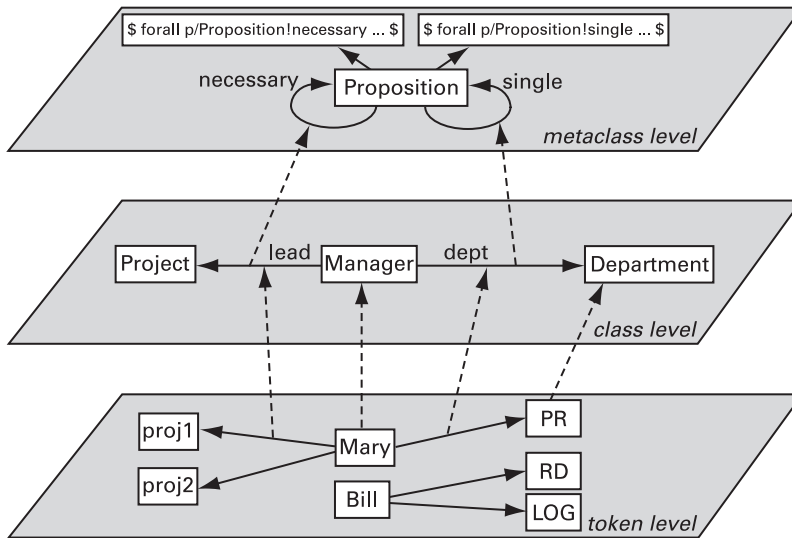 $ forall p/Proposition!necessary ... $
$ forall p/Proposition!single ... $
necessary
Proposition
single
metaclass level
Project
lead
Manager
dept
Department
class level
proj1
Mary
PR
proj2
Bill
RD
LOG
token level